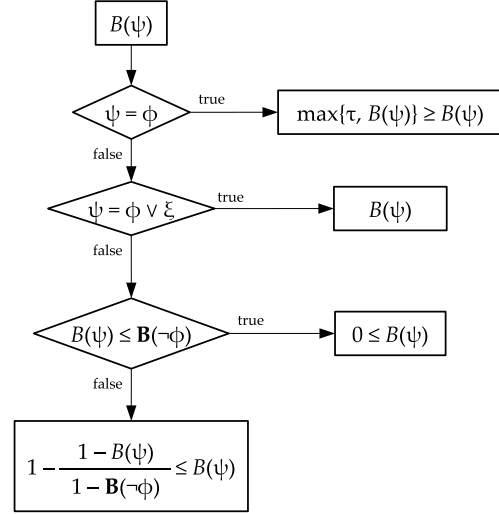 B(ψ)
true
ψ = ϕ
max{τ, B(ψ)} ≥ B(ψ)
false
true
ψ = ϕ ∨ ξ
B(ψ)
false
true
B(ψ) ≤ B(¬ϕ)
0 ≤ B(ψ)
false
1 − (1 − B(ψ))/(1 − B(¬ϕ)) ≤ B(ψ)